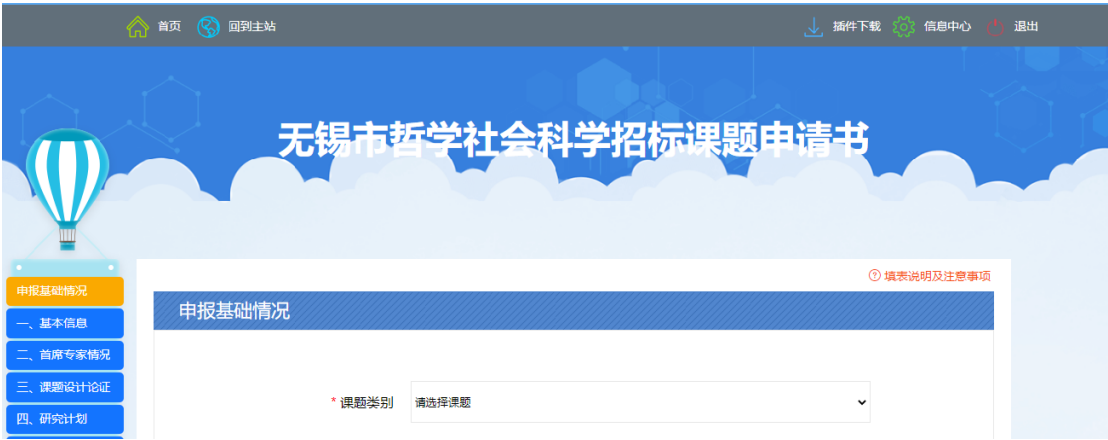 首页 回到主站 插件下载 信息中心 退出
无锡市哲学社会科学招标课题申请书
? 填表说明及注意事项
申报基础情况
一、基本信息
二、首席专家情况
三、课题设计论证
四、研究计划
申报基础情况
* 课题类别 请选择课题